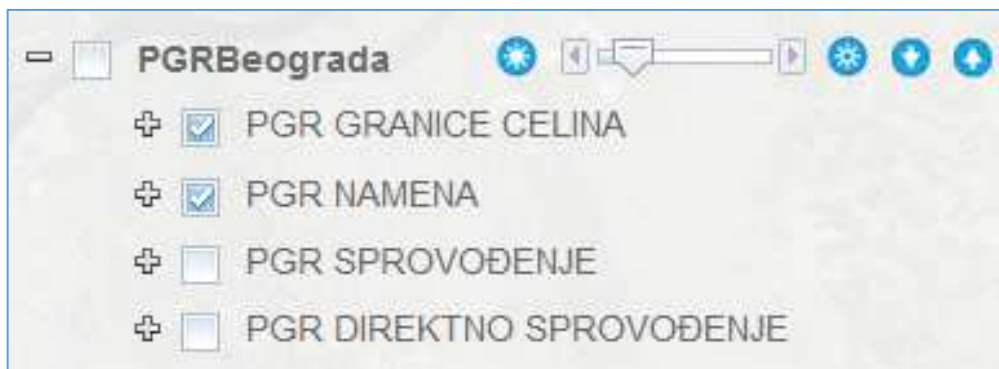 PGRBeograda
PGR GRANICE CELINA
PGR NAMENA
PGR SPROVOĐENJE
PGR DIREKTNO SPROVOĐENJE